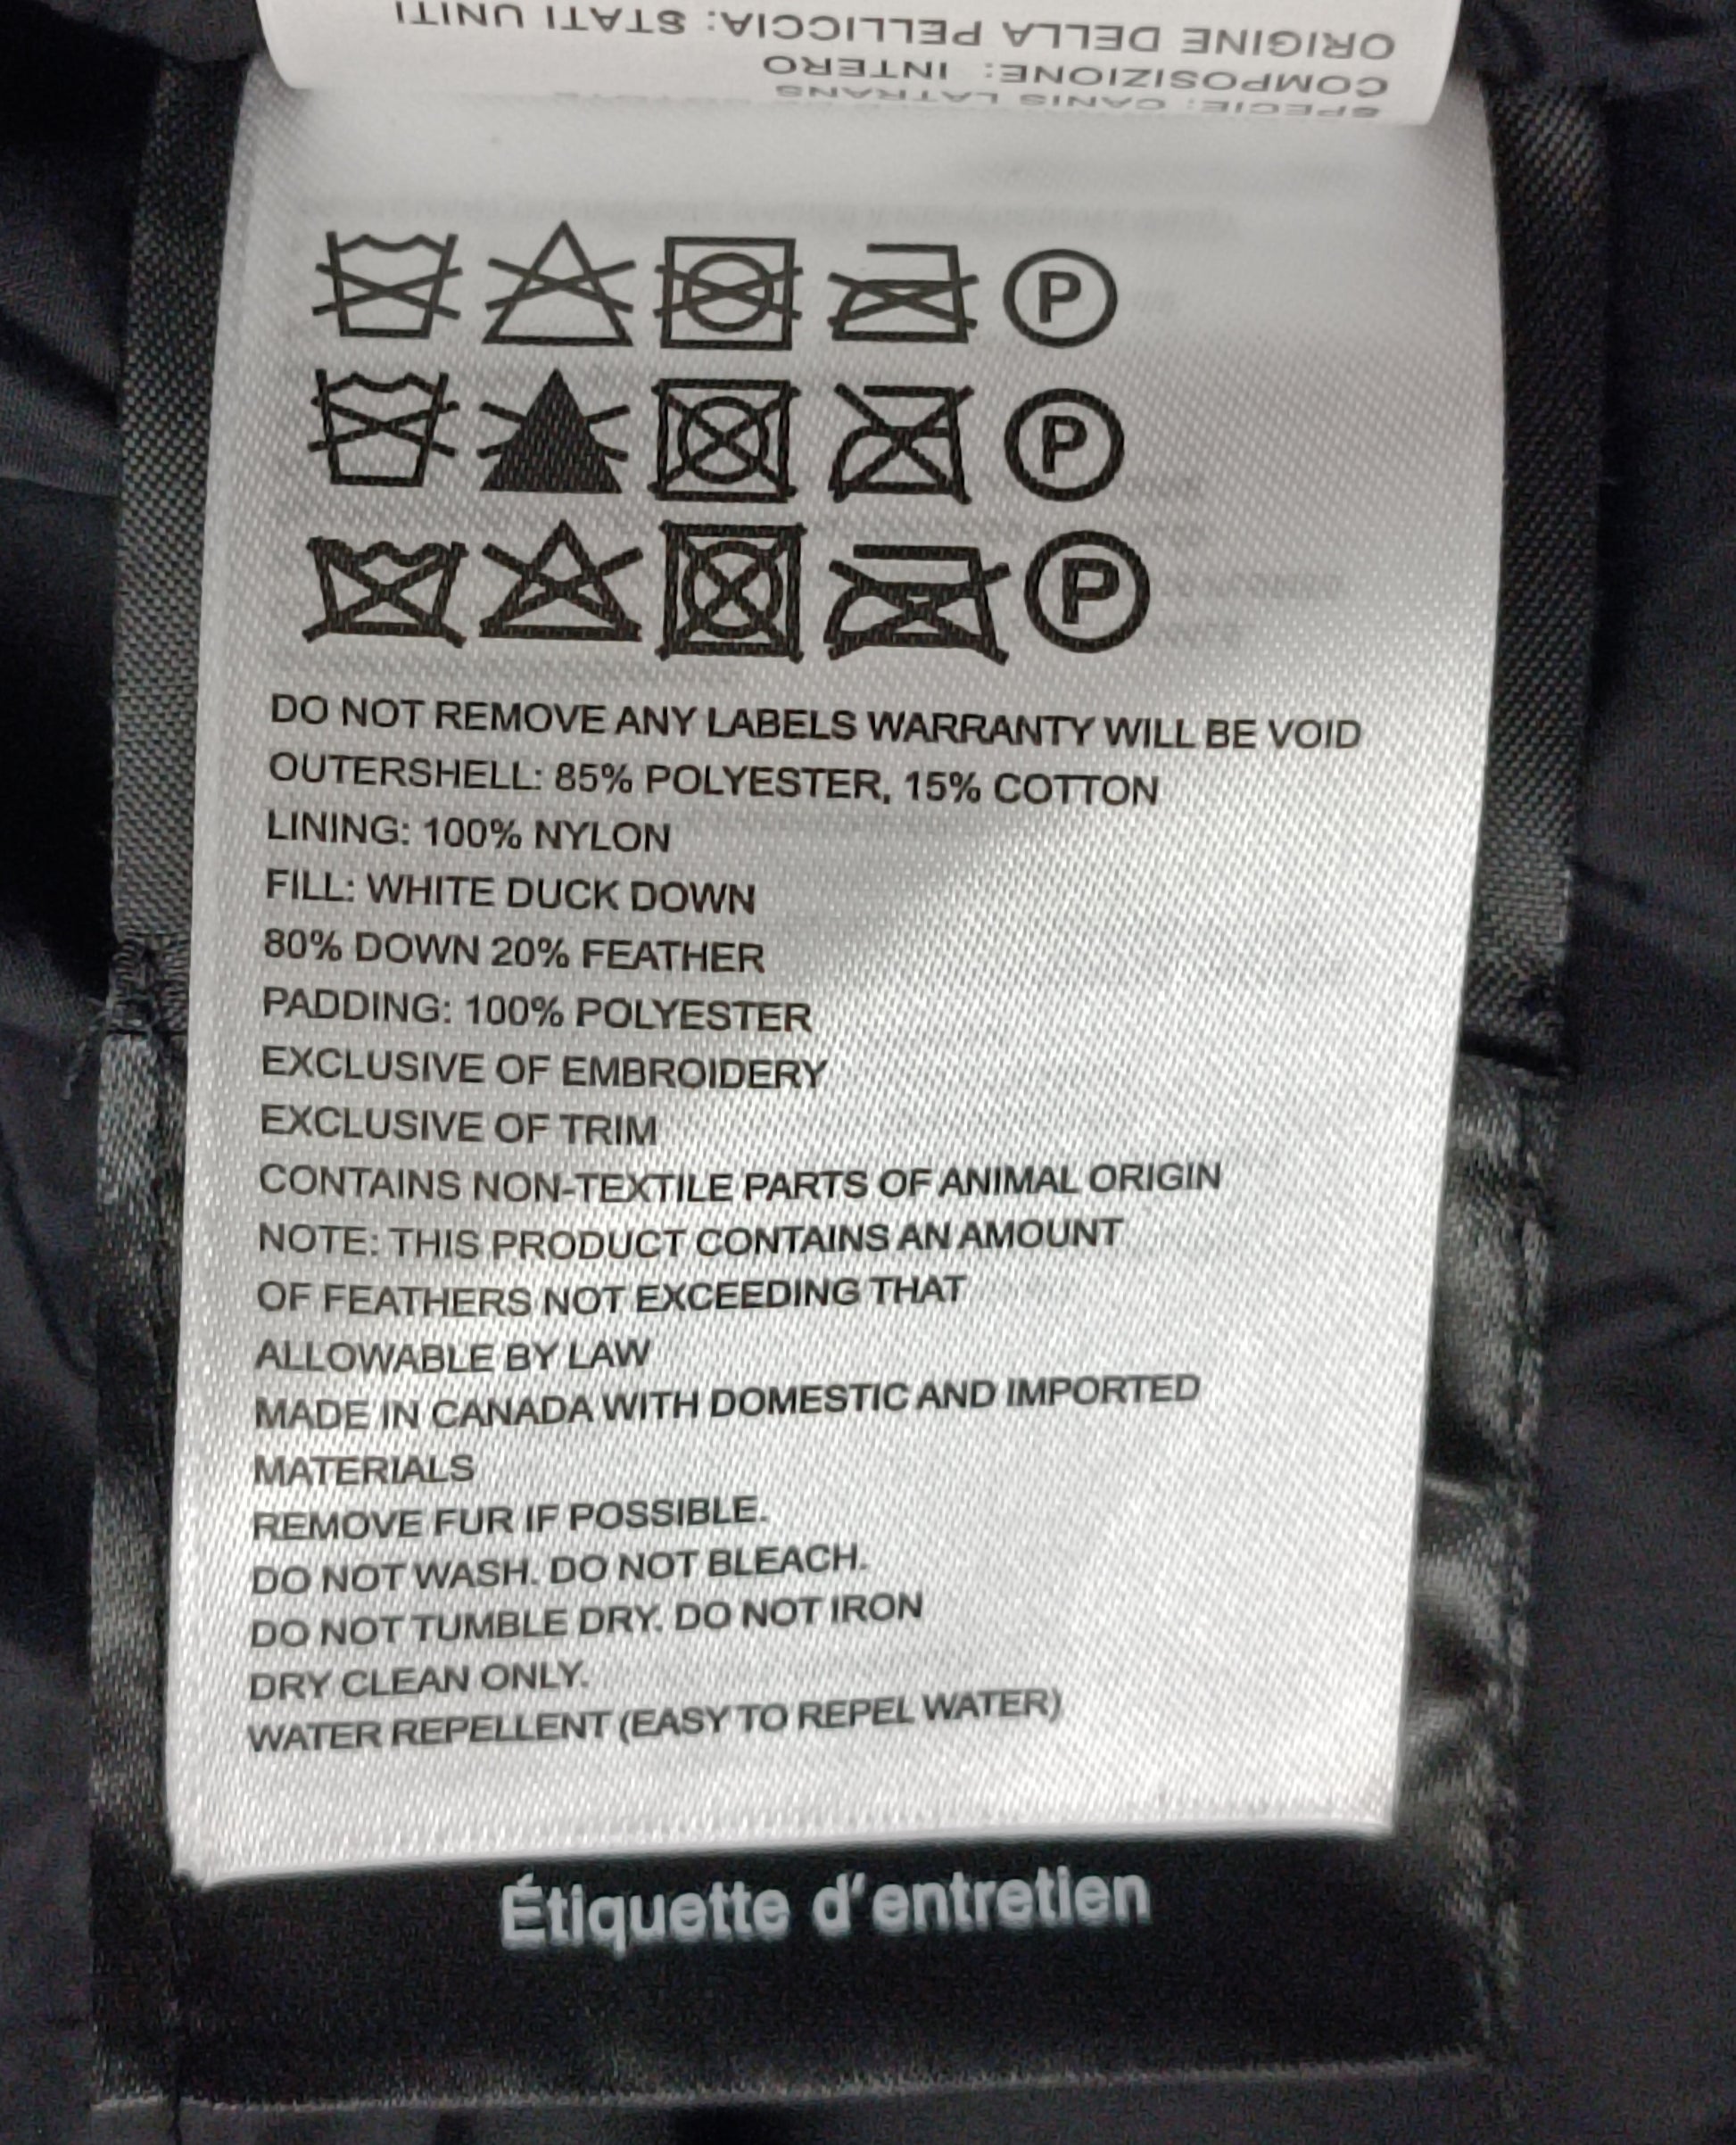 ORIGINE DELLA PELLICCIA: STATI UNITI
COMPOSIZIONE: INTERO
SPECIE: CANIS LATRANS
P
P
P
DO NOT REMOVE ANY LABELS WARRANTY WILL BE VOID
OUTERSHELL: 85% POLYESTER, 15% COTTON
LINING: 100% NYLON
FILL: WHITE DUCK DOWN
80% DOWN 20% FEATHER
PADDING: 100% POLYESTER
EXCLUSIVE OF EMBROIDERY
EXCLUSIVE OF TRIM
CONTAINS NON-TEXTILE PARTS OF ANIMAL ORIGIN
NOTE: THIS PRODUCT CONTAINS AN AMOUNT
OF FEATHERS NOT EXCEEDING THAT
ALLOWABLE BY LAW
MADE IN CANADA WITH DOMESTIC AND IMPORTED
MATERIALS
REMOVE FUR IF POSSIBLE.
DO NOT WASH. DO NOT BLEACH.
DO NOT TUMBLE DRY. DO NOT IRON
DRY CLEAN ONLY.
WATER REPELLENT (EASY TO REPEL WATER)
Étiquette d'entretien